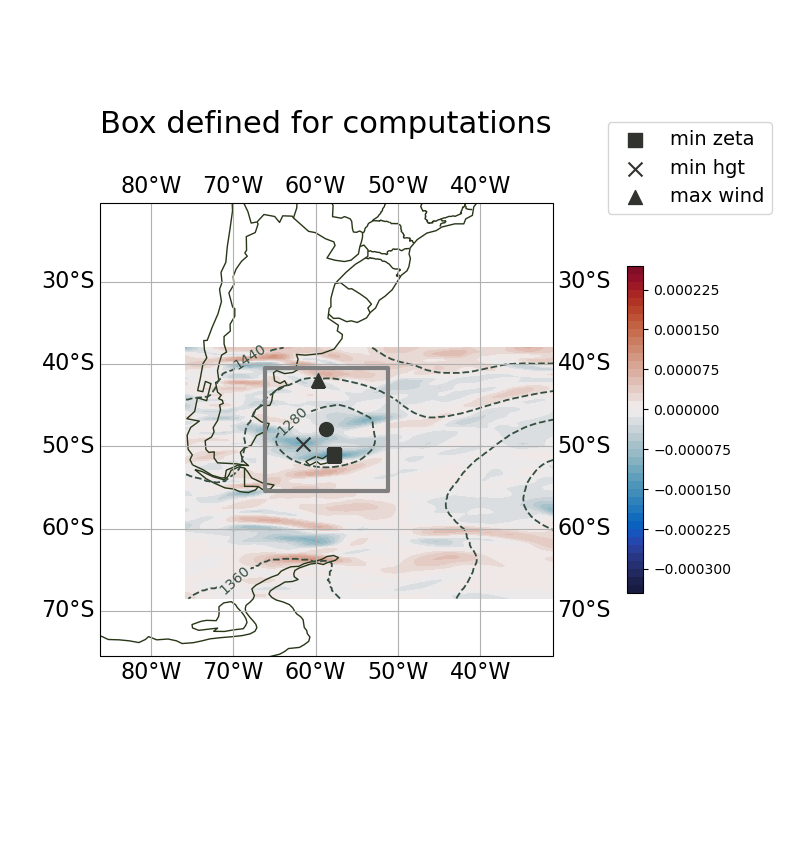 Box defined for computations
min zeta
min hgt
max wind
80°W 70°W 60°W 50°W 40°W
30°S 30°S
40°S 40°S
50°S 50°S
60°S 60°S
70°S 70°S
1440
1280
1360
80°W 70°W 60°W 50°W 40°W
0.000225
0.000150
0.000075
0.000000
−0.000075
−0.000150
−0.000225
−0.000300